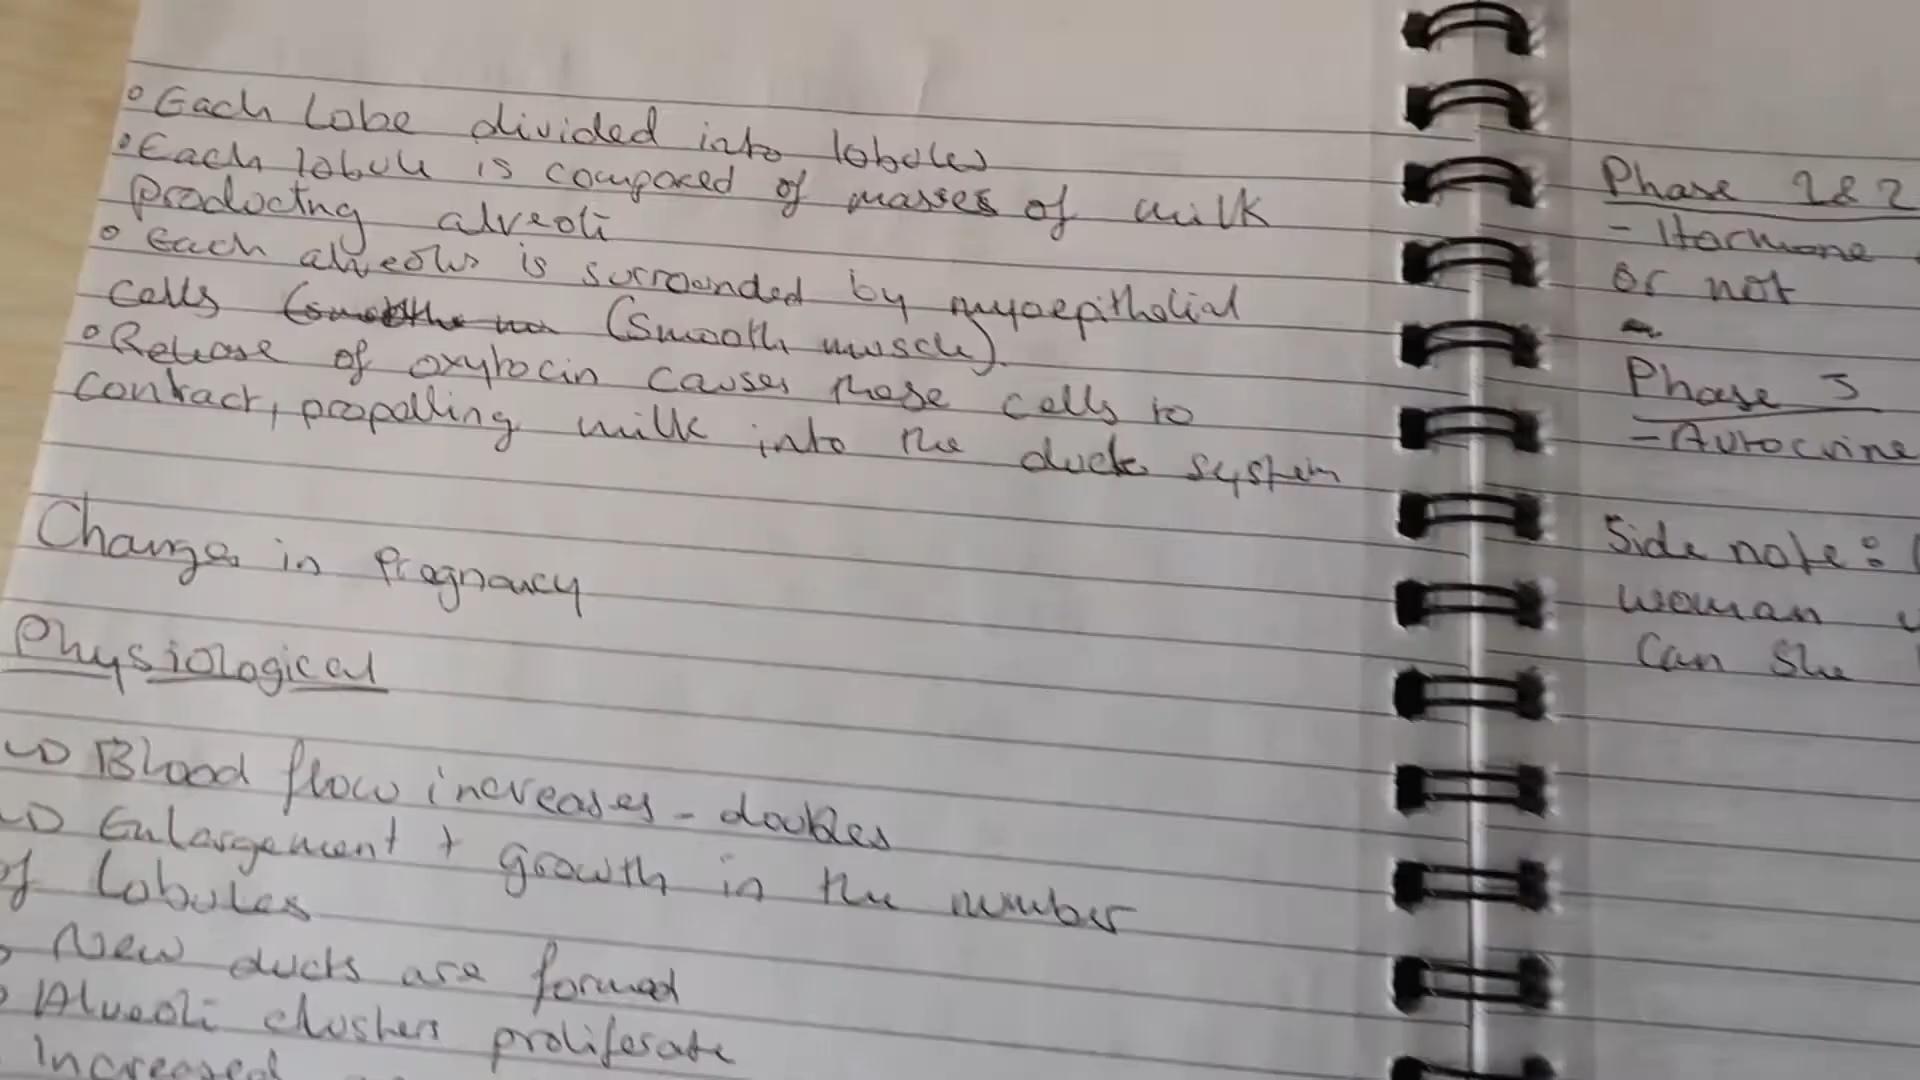 ° Each Lobe divided into lobules
° Each lobule is composed of masses of milk
producting alveoli
° Each alveolus is surrounded by myoepithelial
cells (smooth muscle)
° Release of oxytocin causes these cells to
contract, propelling milk into the duck system
Changes in Pregnancy
Physiological
Blood flow increases - doubles
Enlargement + growth in the number
of Lobules
New ducts are formed
Alveoli clusters proliferate
Increased
Phase 1 & 2
- Hormone
or not
Phase 3
- Autocrine
Side note:
woman
Can She